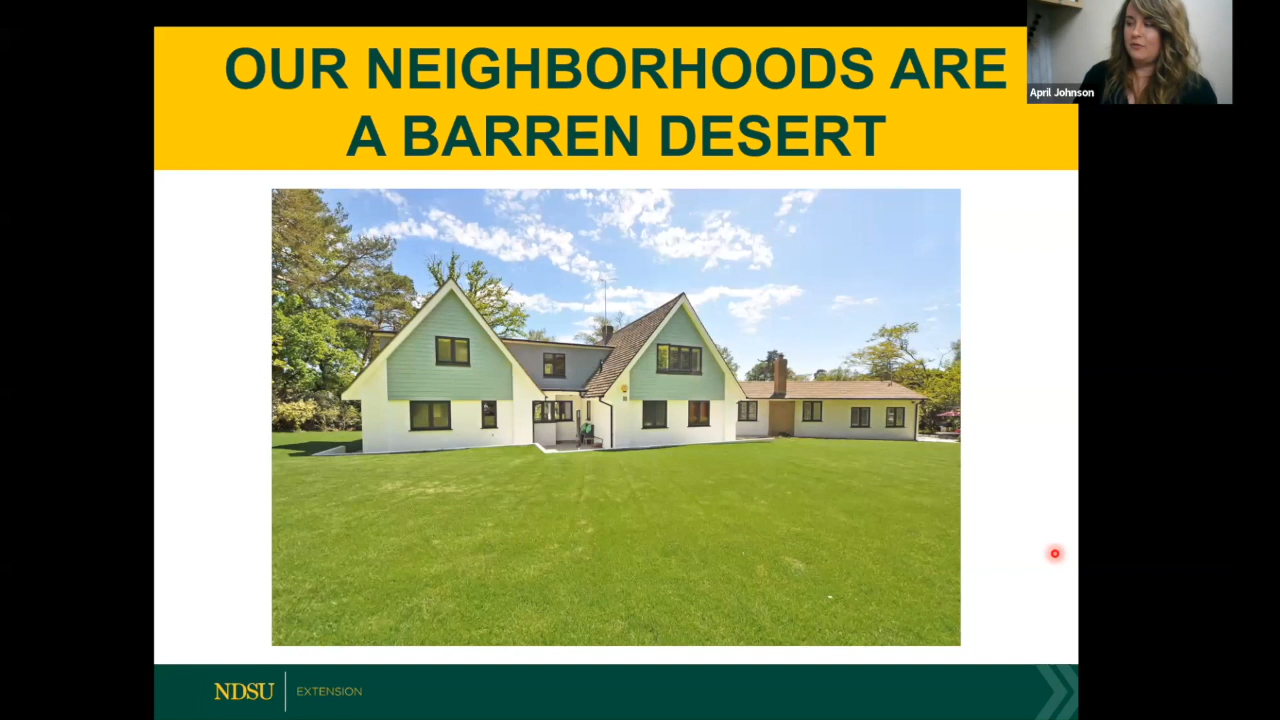 OUR NEIGHBORHOODS ARE
A BARREN DESERT
April Johnson
NDSU EXTENSION